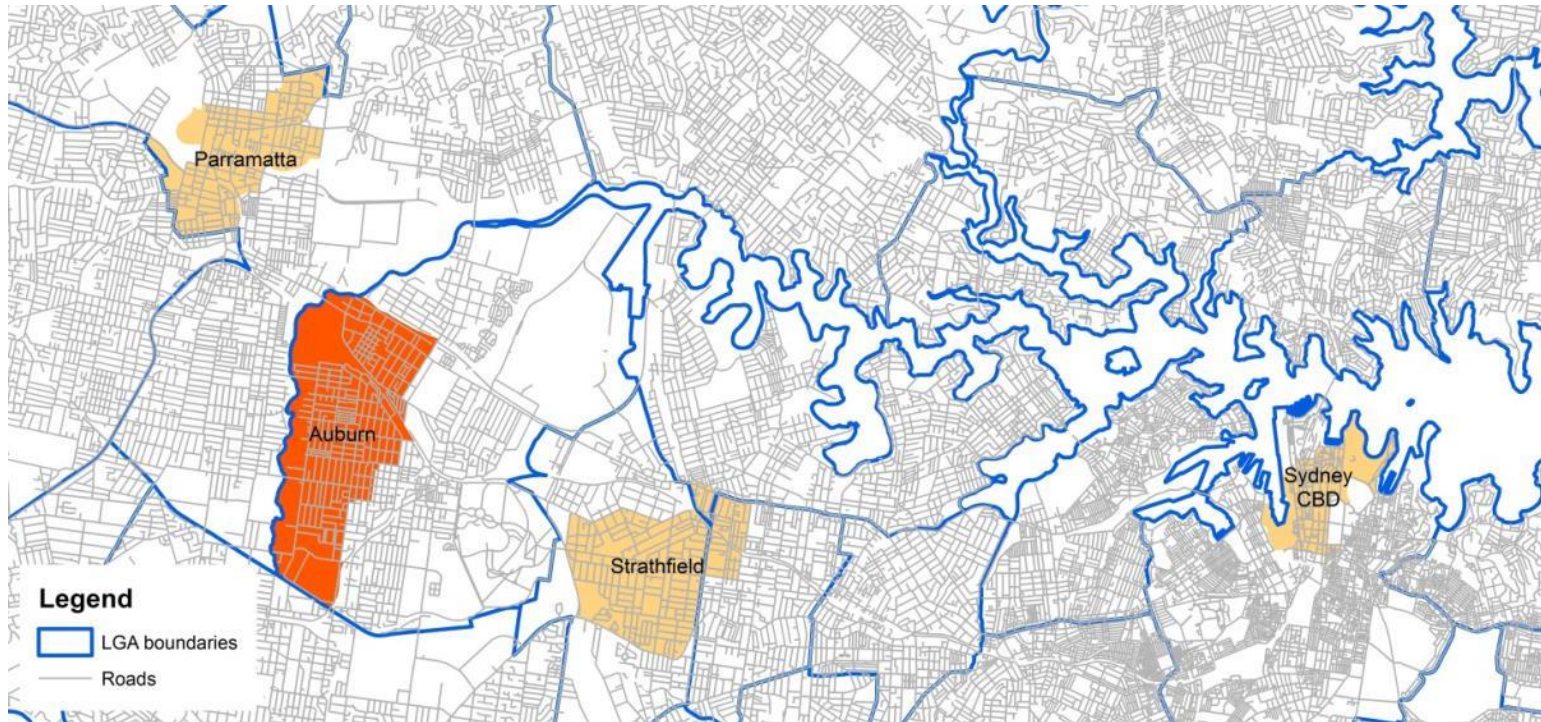 Parramatta
Auburn
Strathfield
Sydney
CBD
Legend
LGA boundaries
Roads